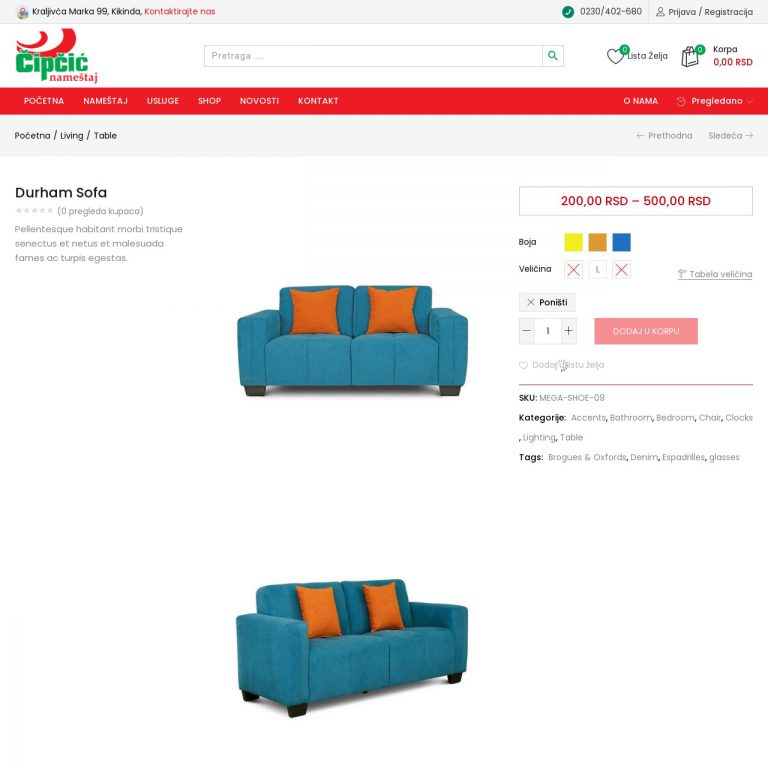 Kraljivća Marka 99, Kikinda, Kontaktirajte nas
0230/402-680
Prijava / Registracija
Čipčić
nameštaj
Pretraga ...
0
Lista Želja
0
Korpa
0,00 RSD
POČETNA NAMEŠTAJ USLUGE SHOP NOVOSTI KONTAKT
O NAMA
Pregledano
Početna / Living / Table
Prethodna
Sledeća
Durham Sofa
(0 pregleda kupaca)
Pellentesque habitant morbi tristique
senectus et netus et malesuada
fames ac turpis egestas.
200,00 RSD – 500,00 RSD
Boja
Veličina
L
Tabela veličina
Poništi
1
DODAJ U KORPU
Dodaj u listu želja
SKU: MEGA-SHOE-09
Kategorije: Accents, Bathroom, Bedroom, Chair, Clocks
, Lighting, Table
Tags: Brogues & Oxfords, Denim, Espadrilles, glasses